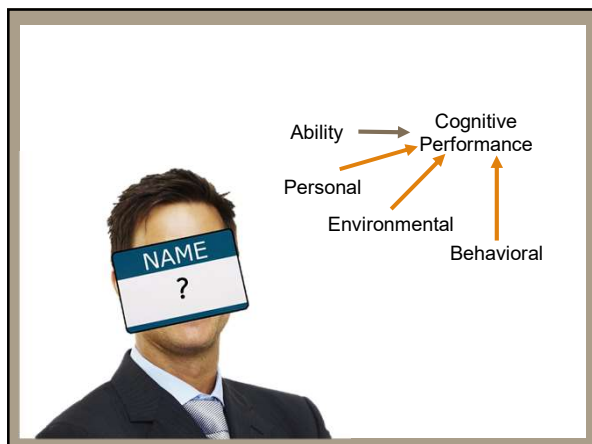 Ability
Cognitive
Performance
Personal
Environmental
Behavioral
NAME
?